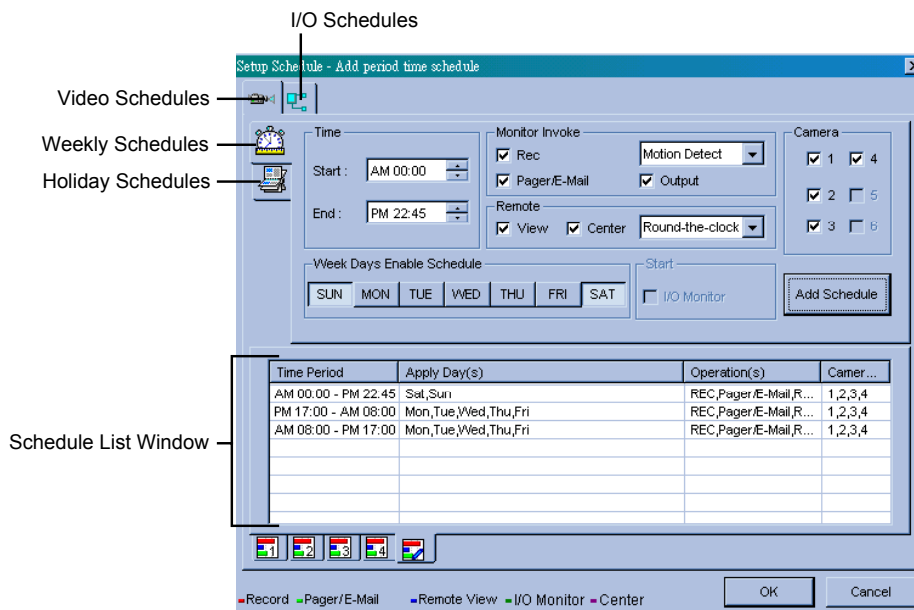 I/O Schedules
Setup Schedule - Add period time schedule
Video Schedules
Weekly Schedules
Holiday Schedules
Time
Start :
AM 00:00
End :
PM 22:45
Monitor Invoke
Rec
Motion Detect
Pager/E-Mail
Output
Remote
View
Center
Round-the-clock
Camera
1
4
2
5
3
6
Week Days Enable Schedule
SUN MON TUE WED THU FRI SAT
Start
I/O Monitor
Add Schedule
Schedule List Window
Time Period Apply Day(s) Operation(s) Camer...
AM 00:00 - PM 22:45 Sat,Sun REC,Pager/E-Mail,R... 1,2,3,4
PM 17:00 - AM 08:00 Mon,Tue,Wed,Thu,Fri REC,Pager/E-Mail,R... 1,2,3,4
AM 08:00 - PM 17:00 Mon,Tue,Wed,Thu,Fri REC,Pager/E-Mail,R... 1,2,3,4
1 2 3 4
Record Pager/E-Mail Remote View I/O Monitor Center
OK
Cancel